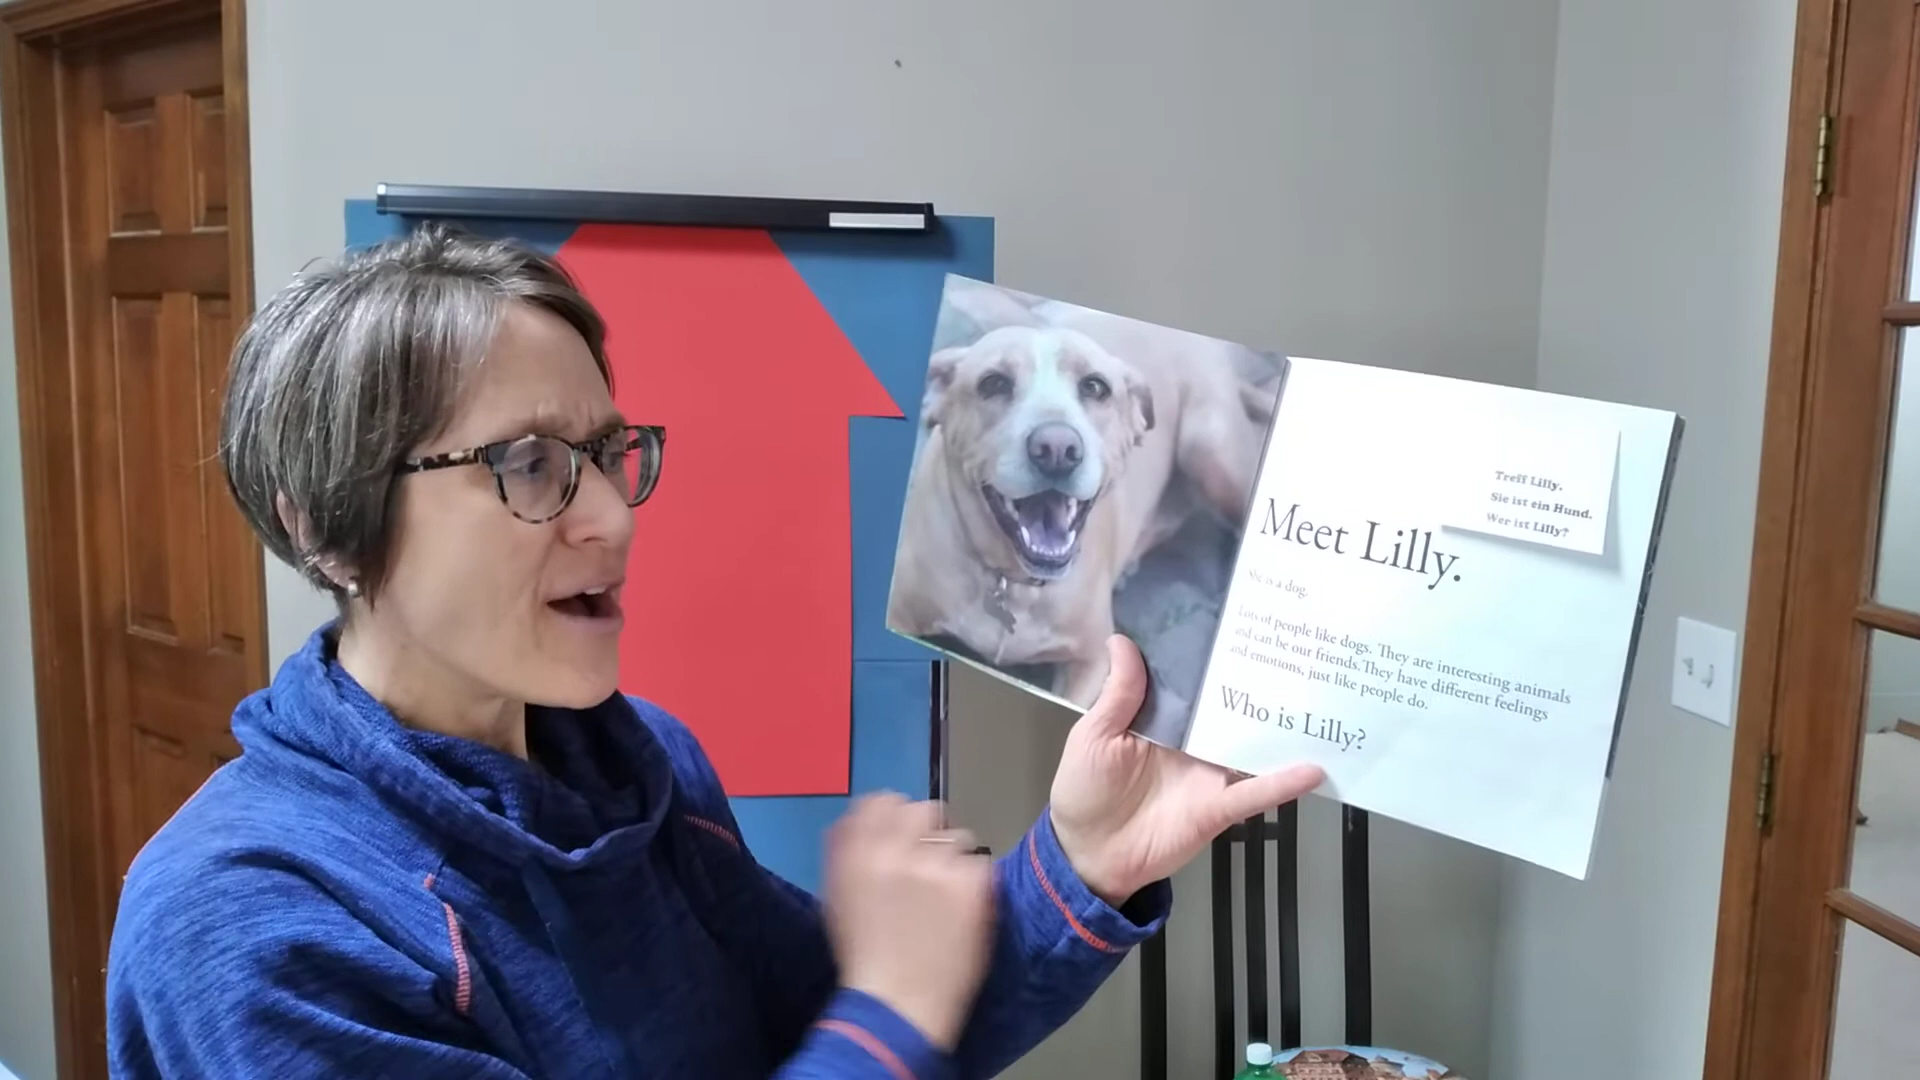 Treff Lilly.
Sie ist ein Hund.
Wer ist Lilly?
Meet Lilly.
She is a dog.
Lots of people like dogs. They are interesting animals
and can be our friends.They have different feelings
and emotions, just like people do.
Who is Lilly?